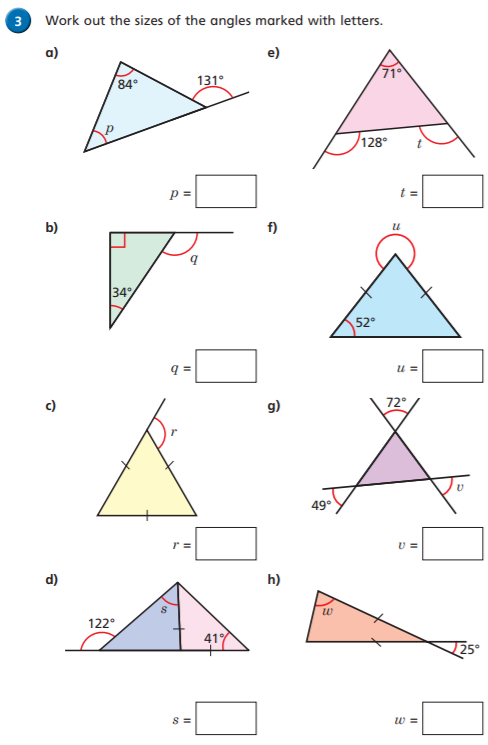 3 Work out the sizes of the angles marked with letters.
a)
84°
131°
p
p =
e)
71°
128°
t
t =
b)
34°
q
q =
f)
u
52°
u =
c)
r
r =
g)
72°
49°
v
v =
d)
122°
s
41°
s =
h)
w
25°
w =